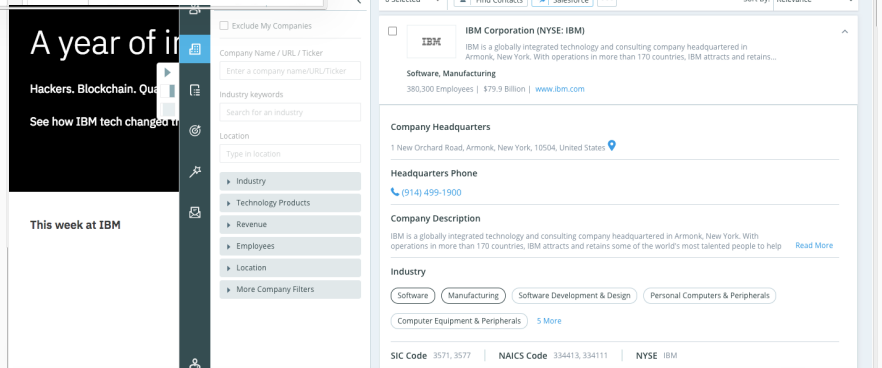 Selected
Find Contacts
Salesforce
Sort By: Relevance
A year of i
Hackers. Blockchain. Qua
See how IBM tech changed
This week at IBM
Exclude My Companies
Company Name / URL / Ticker
Enter a company name/URL/Ticker
Industry keywords
Search for an industry
Location
Type in location
Industry
Technology Products
Revenue
Employees
Location
More Company Filters
IBM
IBM Corporation (NYSE: IBM)
IBM is a globally integrated technology and consulting company headquartered in
Armonk, New York. With operations in more than 170 countries, IBM attracts and retains...
Software, Manufacturing
380,300 Employees | $79.9 Billion | www.ibm.com
Company Headquarters
1 New Orchard Road, Armonk, New York, 10504, United States
Headquarters Phone
(914) 499-1900
Company Description
IBM is a globally integrated technology and consulting company headquartered in Armonk, New York. With
operations in more than 170 countries, IBM attracts and retains some of the world's most talented people to help Read More
Industry
Software Manufacturing Software Development & Design Personal Computers & Peripherals
Computer Equipment & Peripherals 5 More
SIC Code 3571, 3577 | NAICS Code 334413, 334111 | NYSE IBM